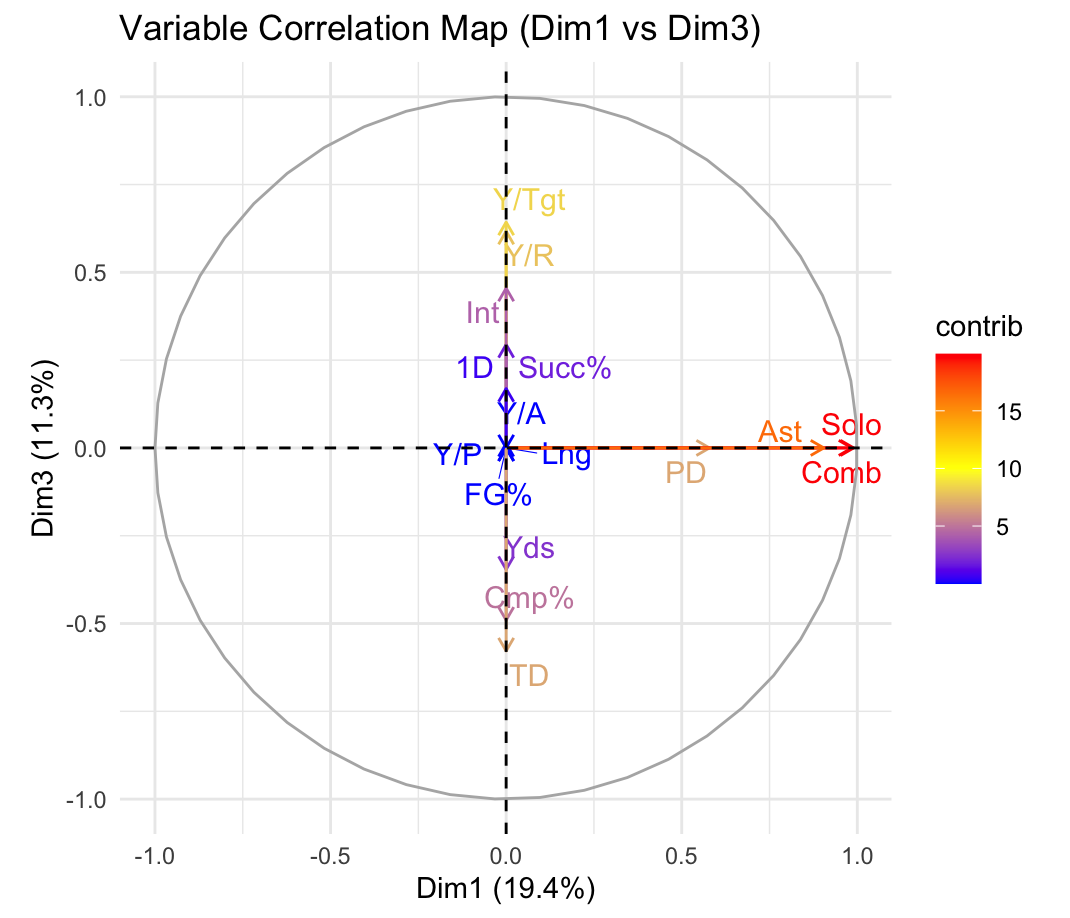 Variable Correlation Map (Dim1 vs Dim3)
1.0
0.5
0.0
-0.5
-1.0
Dim3 (11.3%)
Y/Tgt
Y/R
Int
1D
Succ%
Y/A
Y/P
Lng
FG%
Ast
Solo
PD
Comb
Yds
Cmp%
TD
-1.0
-0.5
0.0
0.5
1.0
Dim1 (19.4%)
contrib
15
10
5